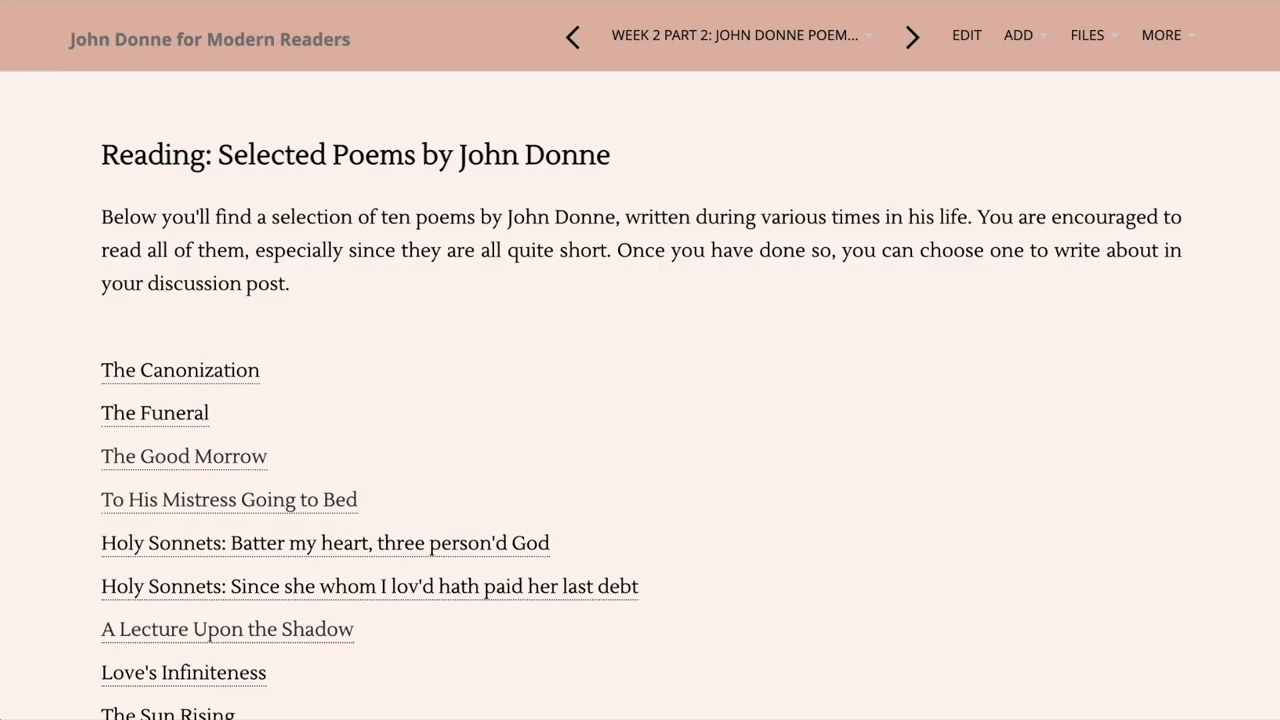 John Donne for Modern Readers
WEEK 2 PART 2: JOHN DONNE POEM...
EDIT
ADD
FILES
MORE
Reading: Selected Poems by John Donne
Below you'll find a selection of ten poems by John Donne, written during various times in his life. You are encouraged to
read all of them, especially since they are all quite short. Once you have done so, you can choose one to write about in
your discussion post.
The Canonization
The Funeral
The Good Morrow
To His Mistress Going to Bed
Holy Sonnets: Batter my heart, three person'd God
Holy Sonnets: Since she whom I lov'd hath paid her last debt
A Lecture Upon the Shadow
Love's Infiniteness
The Sun Rising